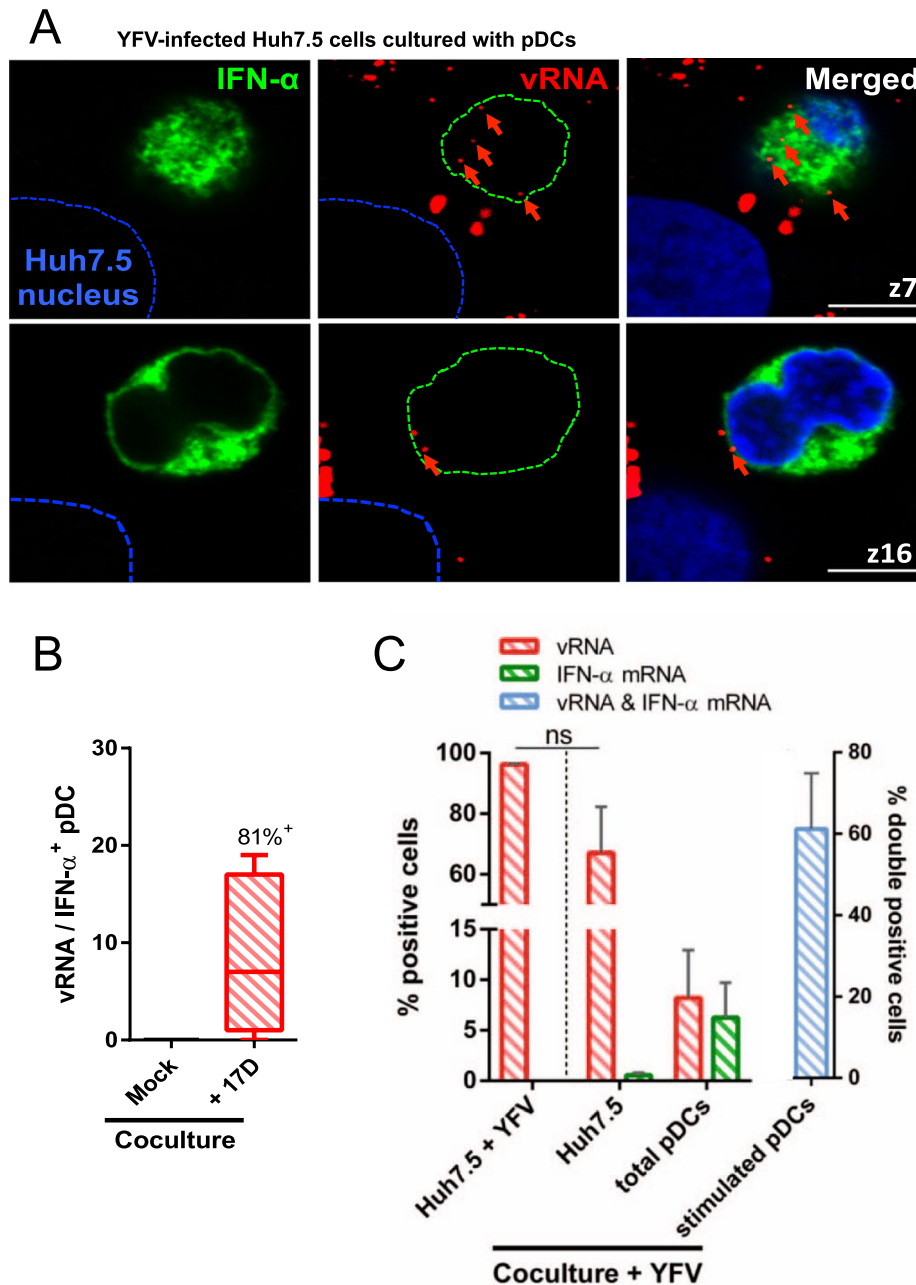 A
YFV-infected Huh7.5 cells cultured with pDCs
IFN-α
vRNA
Merged
Huh7.5
nucleus
z7
z16
B
vRNA / IFN-α+ pDC
30
20
10
0
81%+
Mock
+ 17D
Coculture
C
vRNA
IFN-α mRNA
vRNA & IFN-α mRNA
ns
% positive cells
100
80
60
15
10
5
0
% double positive cells
80
60
40
20
0
Huh7.5 + YFV
Huh7.5
total pDCs
stimulated pDCs
Coculture + YFV